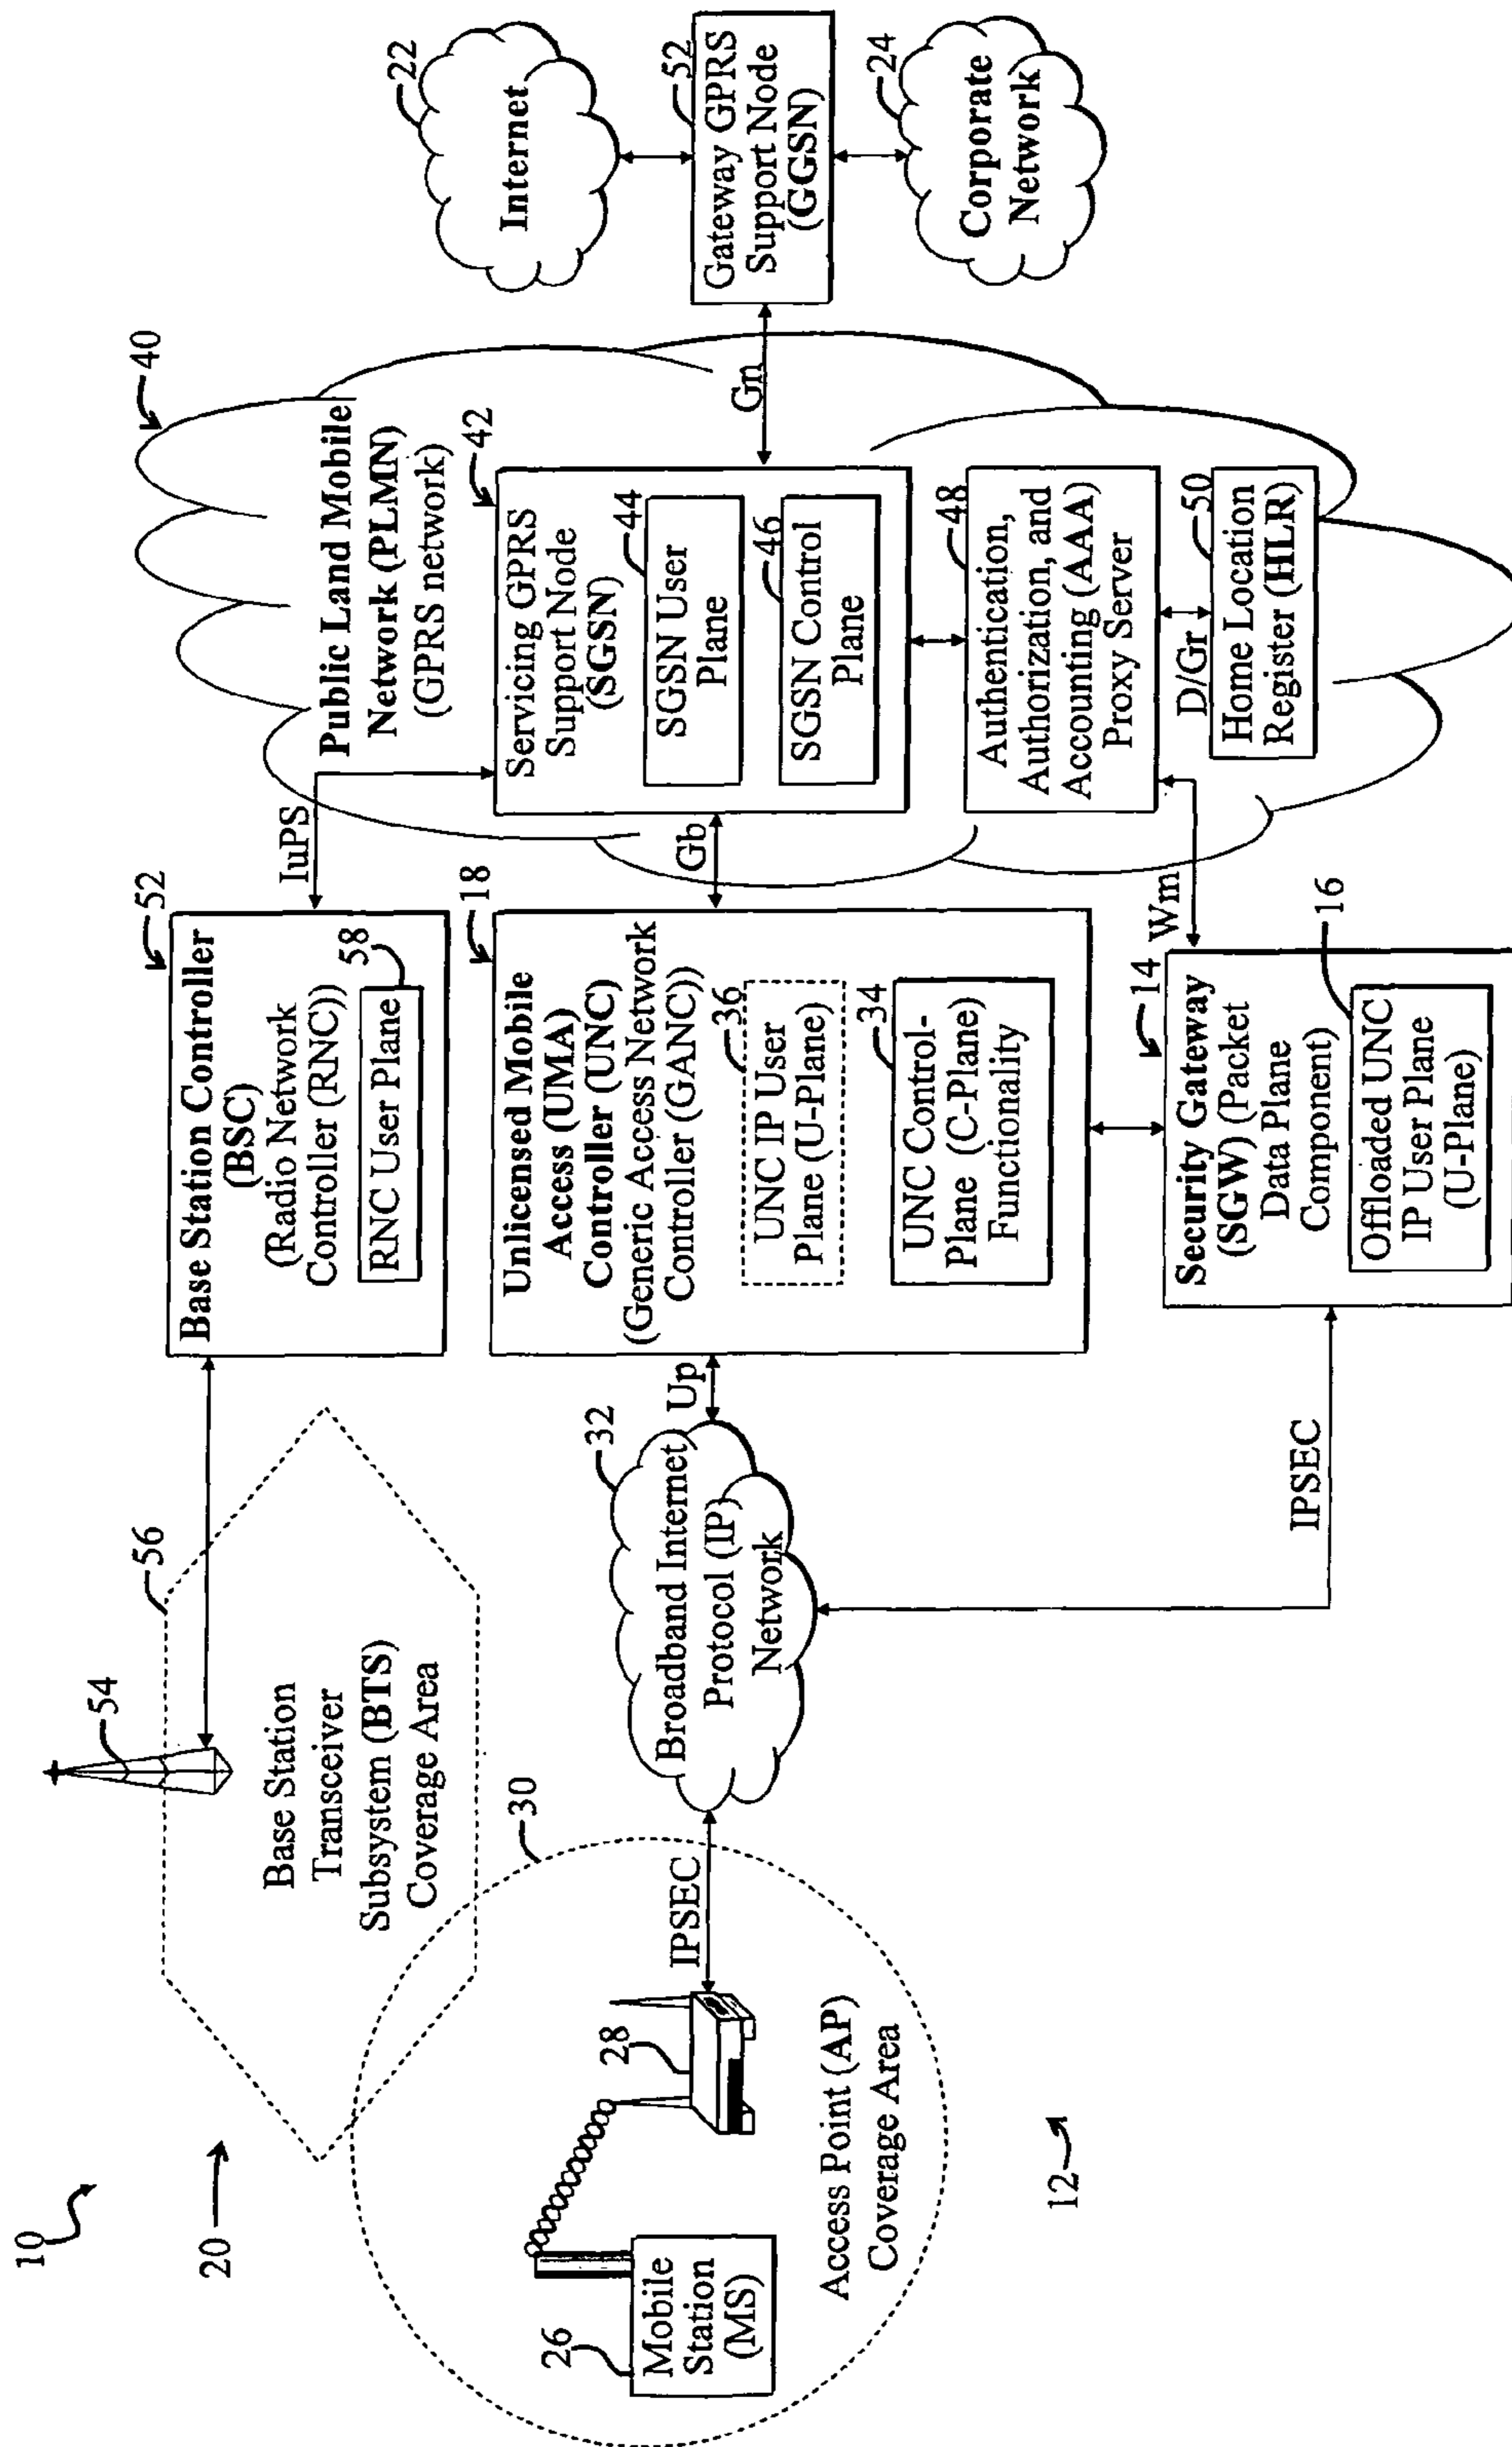 10
20
54
56
Base Station
Transceiver
Subsystem (BTS)
Coverage Area
30
26
Mobile
Station
(MS)
28
Access Point (AP)
Coverage Area
12
IPSEC
32
Broadband Internet
Protocol (IP)
Network
Up
IPSEC
52
Base Station Controller
(BSC)
(Radio Network
Controller (RNC))
58
RNC User Plane
IuPS
18
Unlicensed Mobile
Access (UMA)
Controller (UNC)
(Generic Access Network
Controller (GANC))
36
UNC IP User
Plane (U-Plane)
34
UNC Control-
Plane (C-Plane)
Functionality
Gb
14
Security Gateway
(SGW) (Packet
Data Plane
Component)
16
Offloaded UNC
IP User Plane
(U-Plane)
Wm
40
Public Land Mobile
Network (PLMN)
(GPRS network)
42
Servicing GPRS
Support Node
(SGSN)
44
SGSN User
Plane
46
SGSN Control
Plane
48
Authentication,
Authorization, and
Accounting (AAA)
Proxy Server
D/Gr
50
Home Location
Register (HLR)
Gn
22
Internet
52
Gateway GPRS
Support Node
(GGSN)
24
Corporate
Network